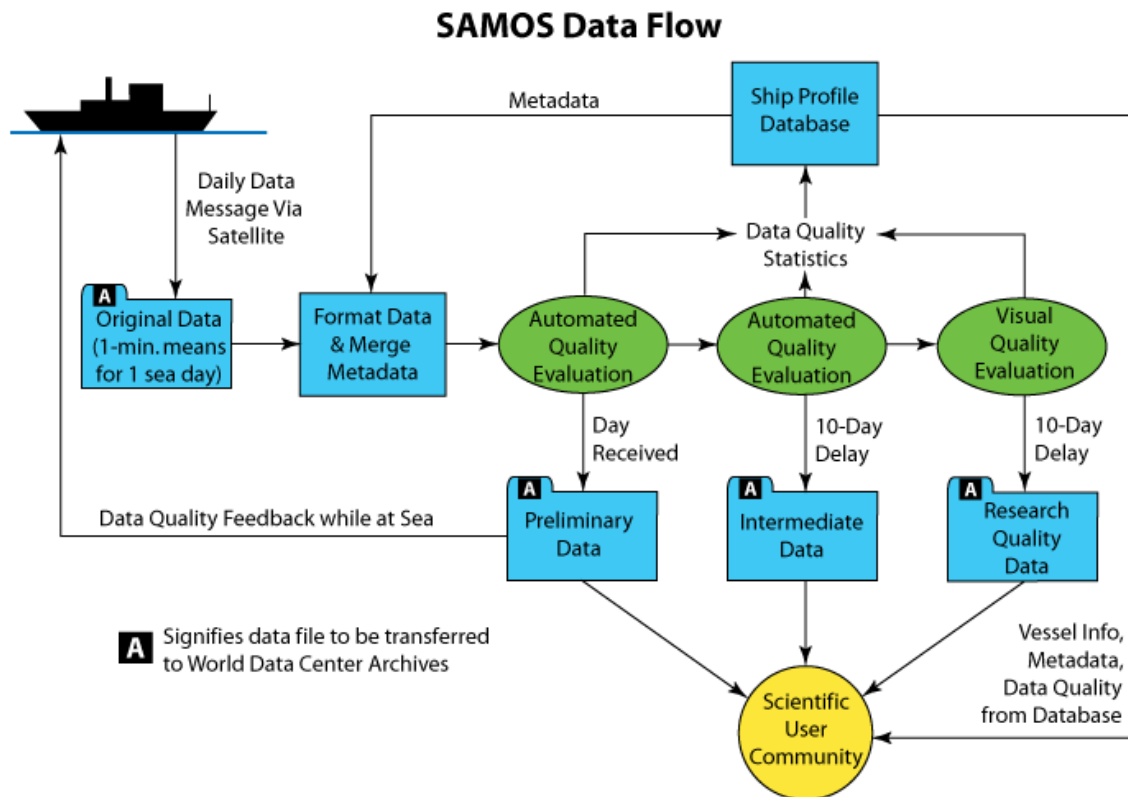 SAMOS Data Flow
Metadata
Ship Profile
Database
Daily Data
Message Via
Satellite
Data Quality
Statistics
A
Original Data
(1-min. means
for 1 sea day)
Format Data
& Merge
Metadata
Automated
Quality
Evaluation
Automated
Quality
Evaluation
Visual
Quality
Evaluation
Day
Received
10-Day
Delay
10-Day
Delay
Data Quality Feedback while at Sea
A
Preliminary
Data
A
Intermediate
Data
A
Research
Quality
Data
A
Signifies data file to be transferred
to World Data Center Archives
Scientific
User
Community
Vessel Info,
Metadata,
Data Quality
from Database